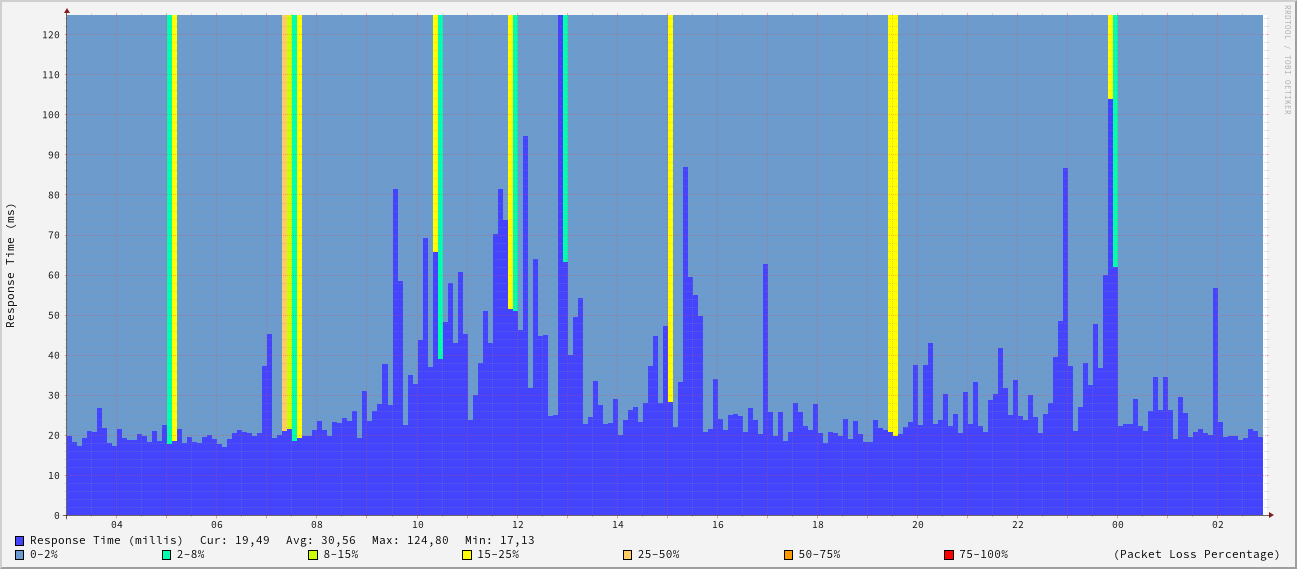 RRDTOOL / TOBI OETIKER
Response Time (ms)
120
110
100
90
80
70
60
50
40
30
20
10
0
04 06 08 10 12 14 16 18 20 22 00 02
Response Time (millis) Cur: 19,49 Avg: 30,56 Max: 124,80 Min: 17,13
0-2% 2-8% 8-15% 15-25% 25-50% 50-75% 75-100% (Packet Loss Percentage)